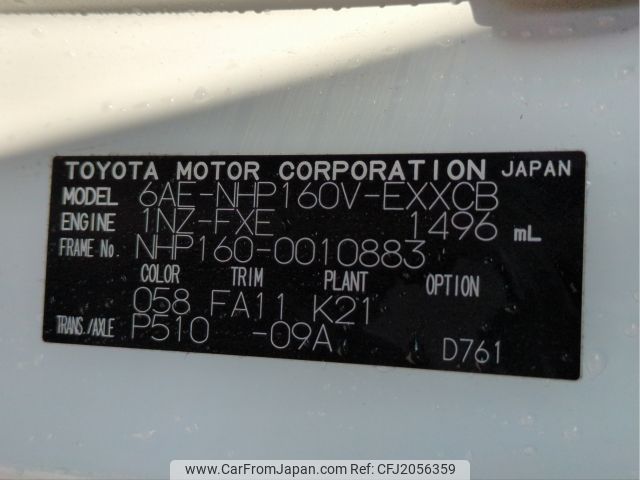 TOYOTA MOTOR CORPORATION JAPAN
MODEL 6AE-NHP160V-EXXCB
ENGINE 1NZ-FXE 1496 mL
FRAME No. NHP160-0010883
COLOR TRIM PLANT OPTION
058 FA11 K21
TRANS./AXLE P510 -09A D761
www.CarFromJapan.com - CFJ2056359